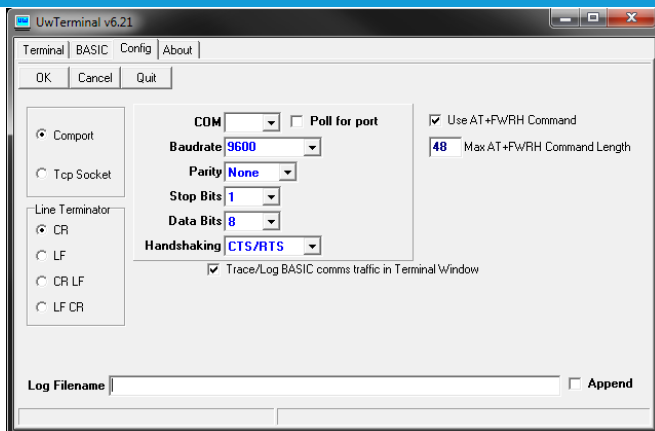 UwTerminal v6.21
Terminal BASIC Config About
OK Cancel Quit
Comport
Tcp Socket
Line Terminator
CR
LF
CR LF
LF CR
COM Poll for port
Baudrate 9600
Parity None
Stop Bits 1
Data Bits 8
Handshaking CTS/RTS
Trace/Log BASIC comms traffic in Terminal Window
Use AT+FWRH Command
48 Max AT+FWRH Command Length
Log Filename Append